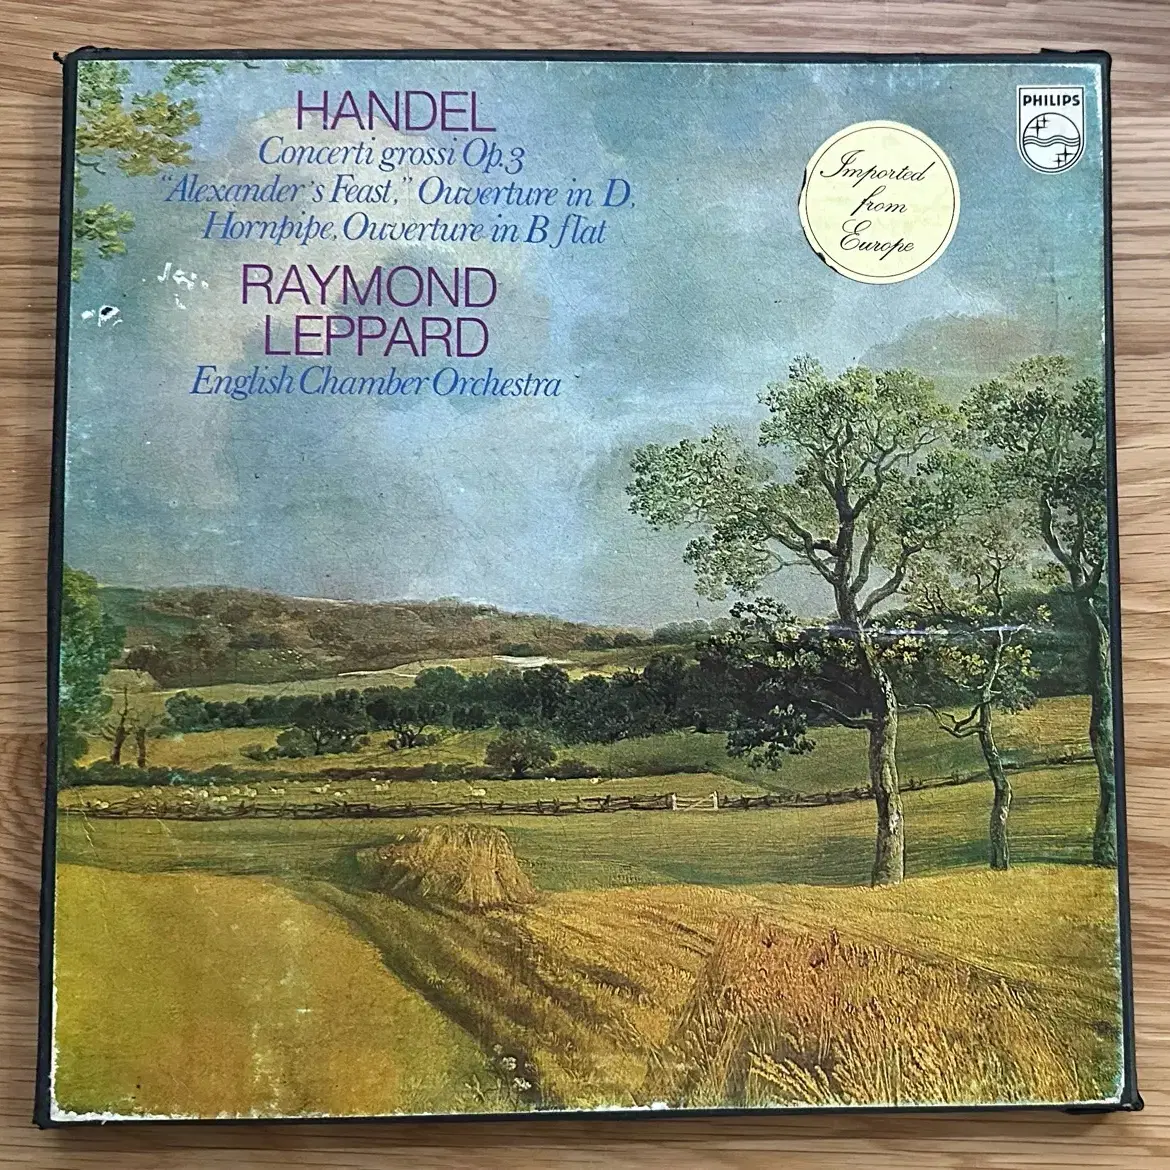 HANDEL
Concerti grossi Op.3
"Alexander's Feast," Ouverture in D,
Hornpipe, Ouverture in B flat
RAYMOND
LEPPARD
English Chamber Orchestra
PHILIPS
Imported
from
Europe